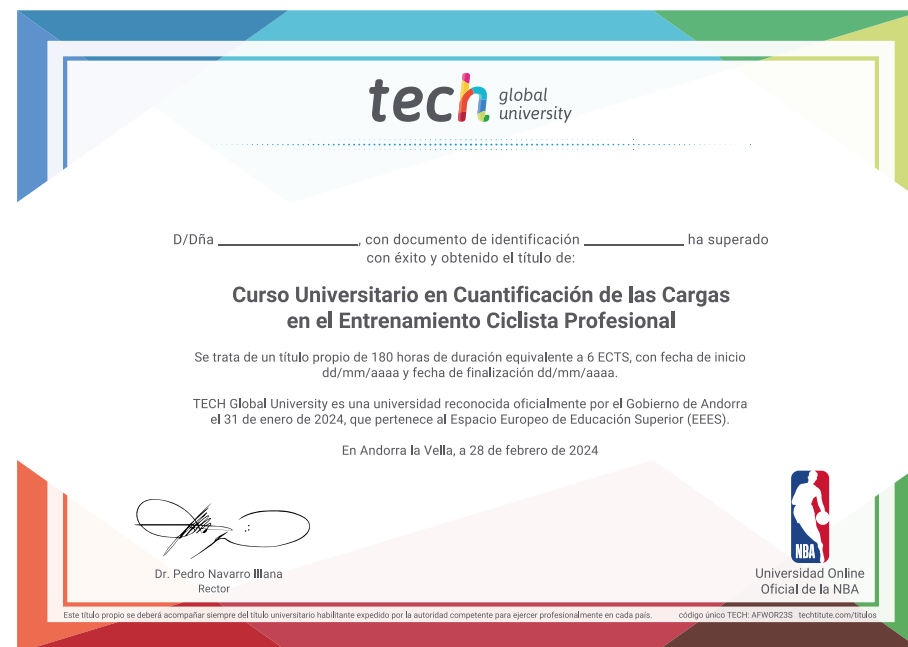 tech global university
D/Dña ________________, con documento de identificación ____________ ha superado
con éxito y obtenido el título de:
Curso Universitario en Cuantificación de las Cargas
en el Entrenamiento Ciclista Profesional
Se trata de un título propio de 180 horas de duración equivalente a 6 ECTS, con fecha de inicio
dd/mm/aaaa y fecha de finalización dd/mm/aaaa.
TECH Global University es una universidad reconocida oficialmente por el Gobierno de Andorra
el 31 de enero de 2024, que pertenece al Espacio Europeo de Educación Superior (EEES).
En Andorra la Vella, a 28 de febrero de 2024
Dr. Pedro Navarro Illana
Rector
NBA
Universidad Online
Oficial de la NBA
Este título propio se deberá acompañar siempre del título universitario habilitante expedido por la autoridad competente para ejercer profesionalmente en cada país.
código único TECH: AFWOR23S techtitute.com/titulos